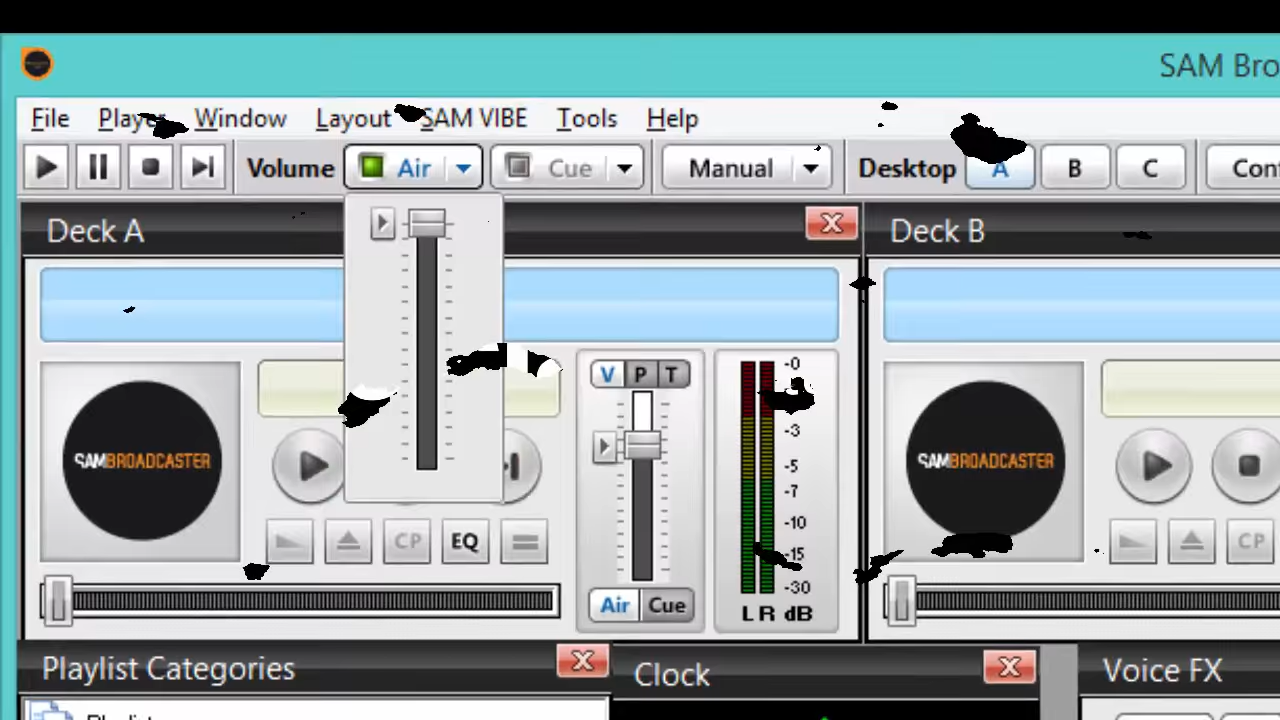 SAM Bro
File Player Window Layout SAM VIBE Tools Help
Volume Air Cue Manual Desktop A B C Con
Deck A Deck B
V P T
-0
-3
-5
-7
-10
-15
-30
SAMBROADCASTER SAMBROADCASTER
CP EQ CP
Air Cue L R dB
Playlist Categories Clock Voice FX
Playlist